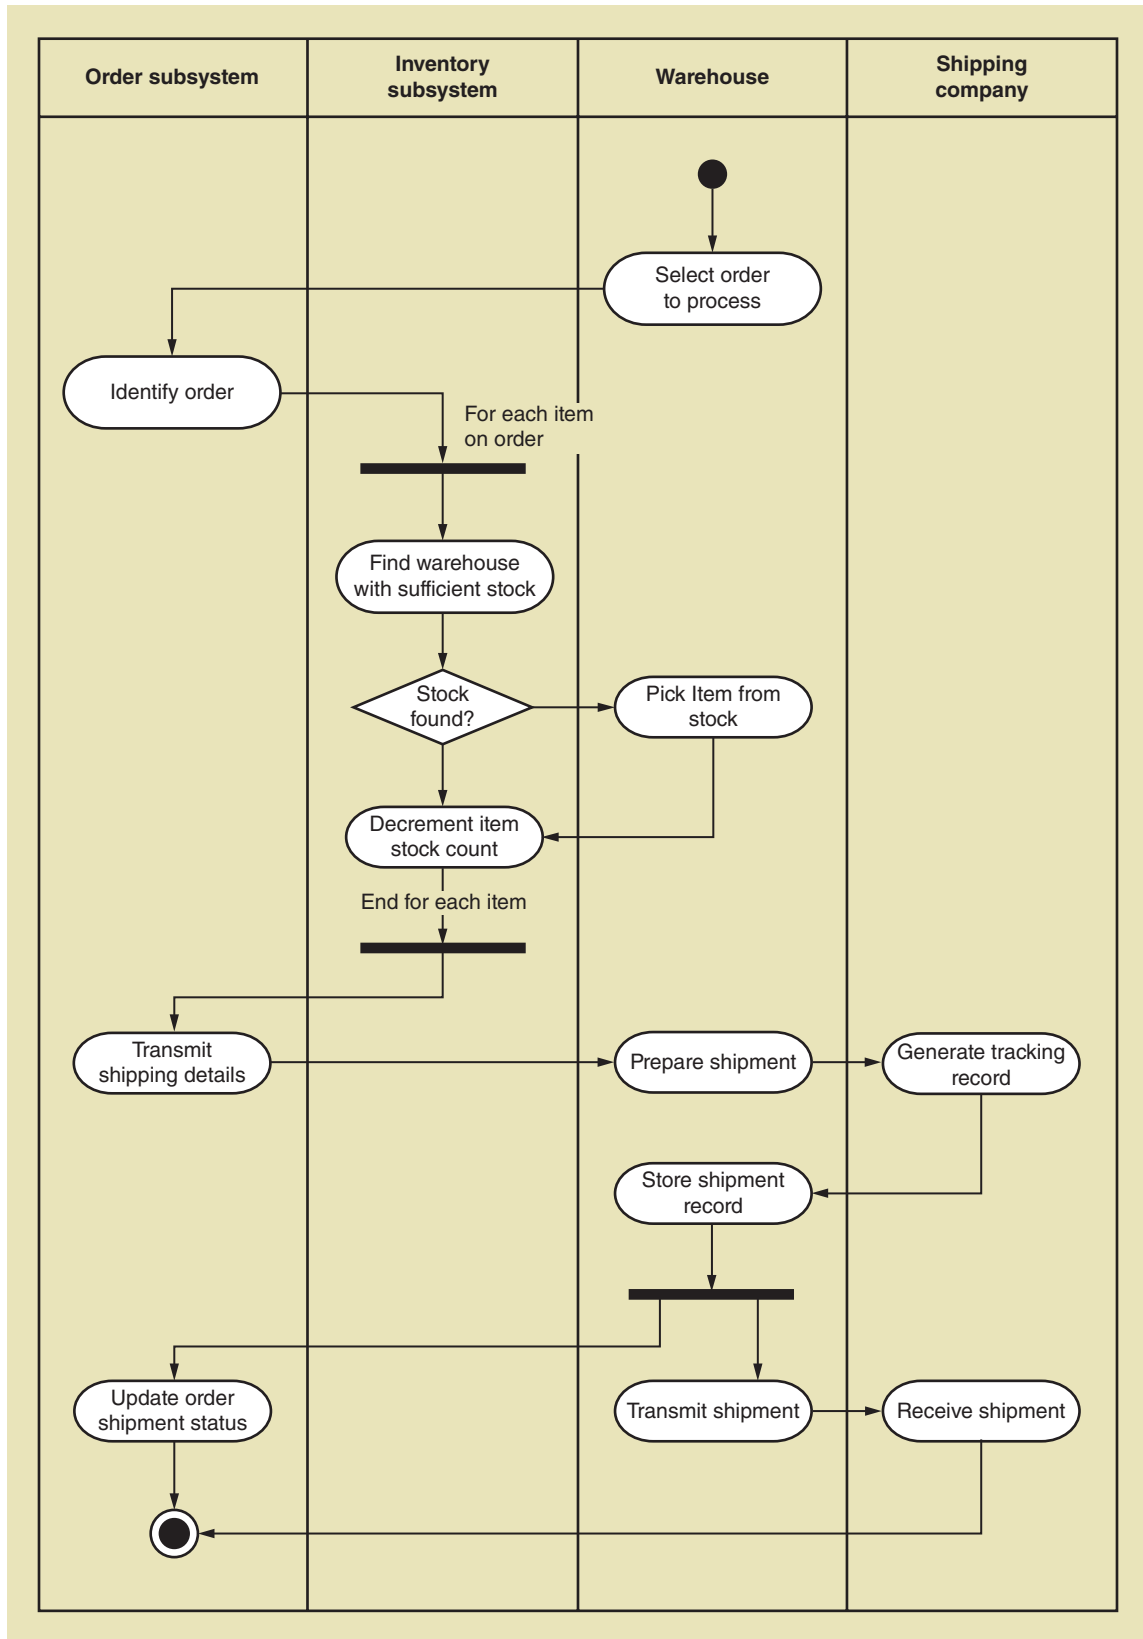 Order subsystem
Inventory
subsystem
Warehouse
Shipping
company
Select order
to process
Identify order
For each item
on order
Find warehouse
with sufficient stock
Stock
found?
Pick Item from
stock
Decrement item
stock count
End for each item
Transmit
shipping details
Prepare shipment
Generate tracking
record
Store shipment
record
Update order
shipment status
Transmit shipment
Receive shipment